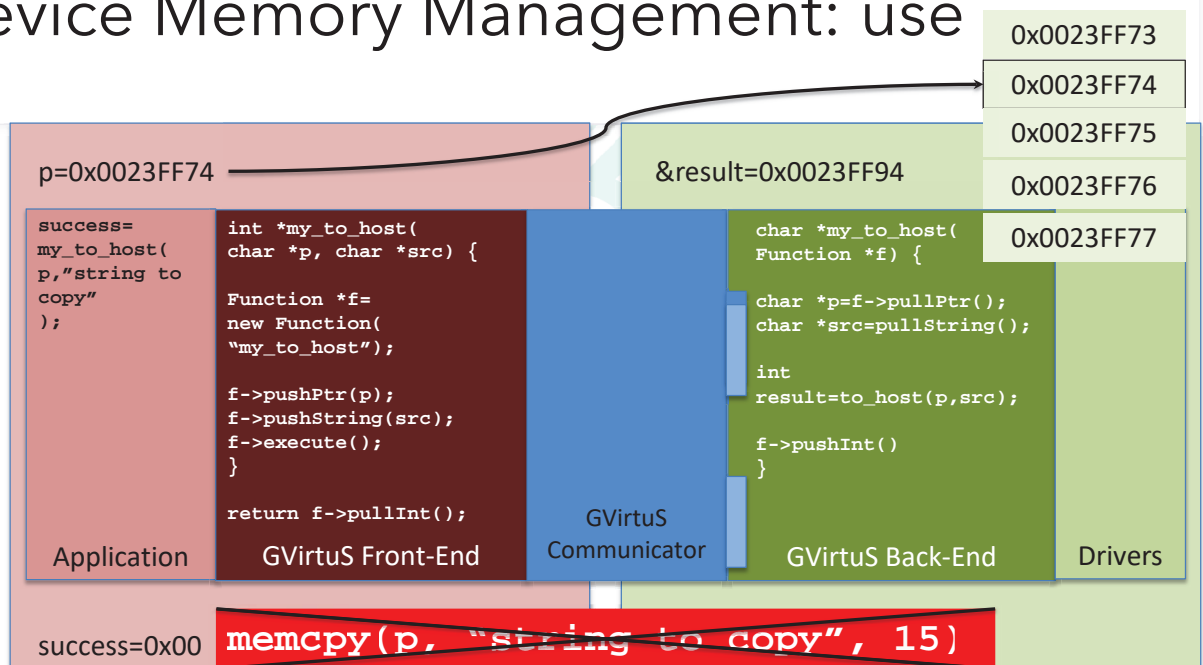 evice Memory Management: use
0x0023FF73
0x0023FF74
0x0023FF75
0x0023FF76
0x0023FF77
p=0x0023FF74
&result=0x0023FF94
success=
my_to_host(
p,"string to
copy"
);
Application
int *my_to_host(
char *p, char *src) {
Function *f=
new Function(
"my_to_host");
f->pushPtr(p);
f->pushString(src);
f->execute();
}
return f->pullInt();
GVirtuS Front-End
GVirtuS
Communicator
char *my_to_host(
Function *f) {
char *p=f->pullPtr();
char *src=pullString();
int
result=to_host(p,src);
f->pushInt()
}
GVirtuS Back-End
Drivers
success=0x00
memcpy(p, "string to copy", 15)